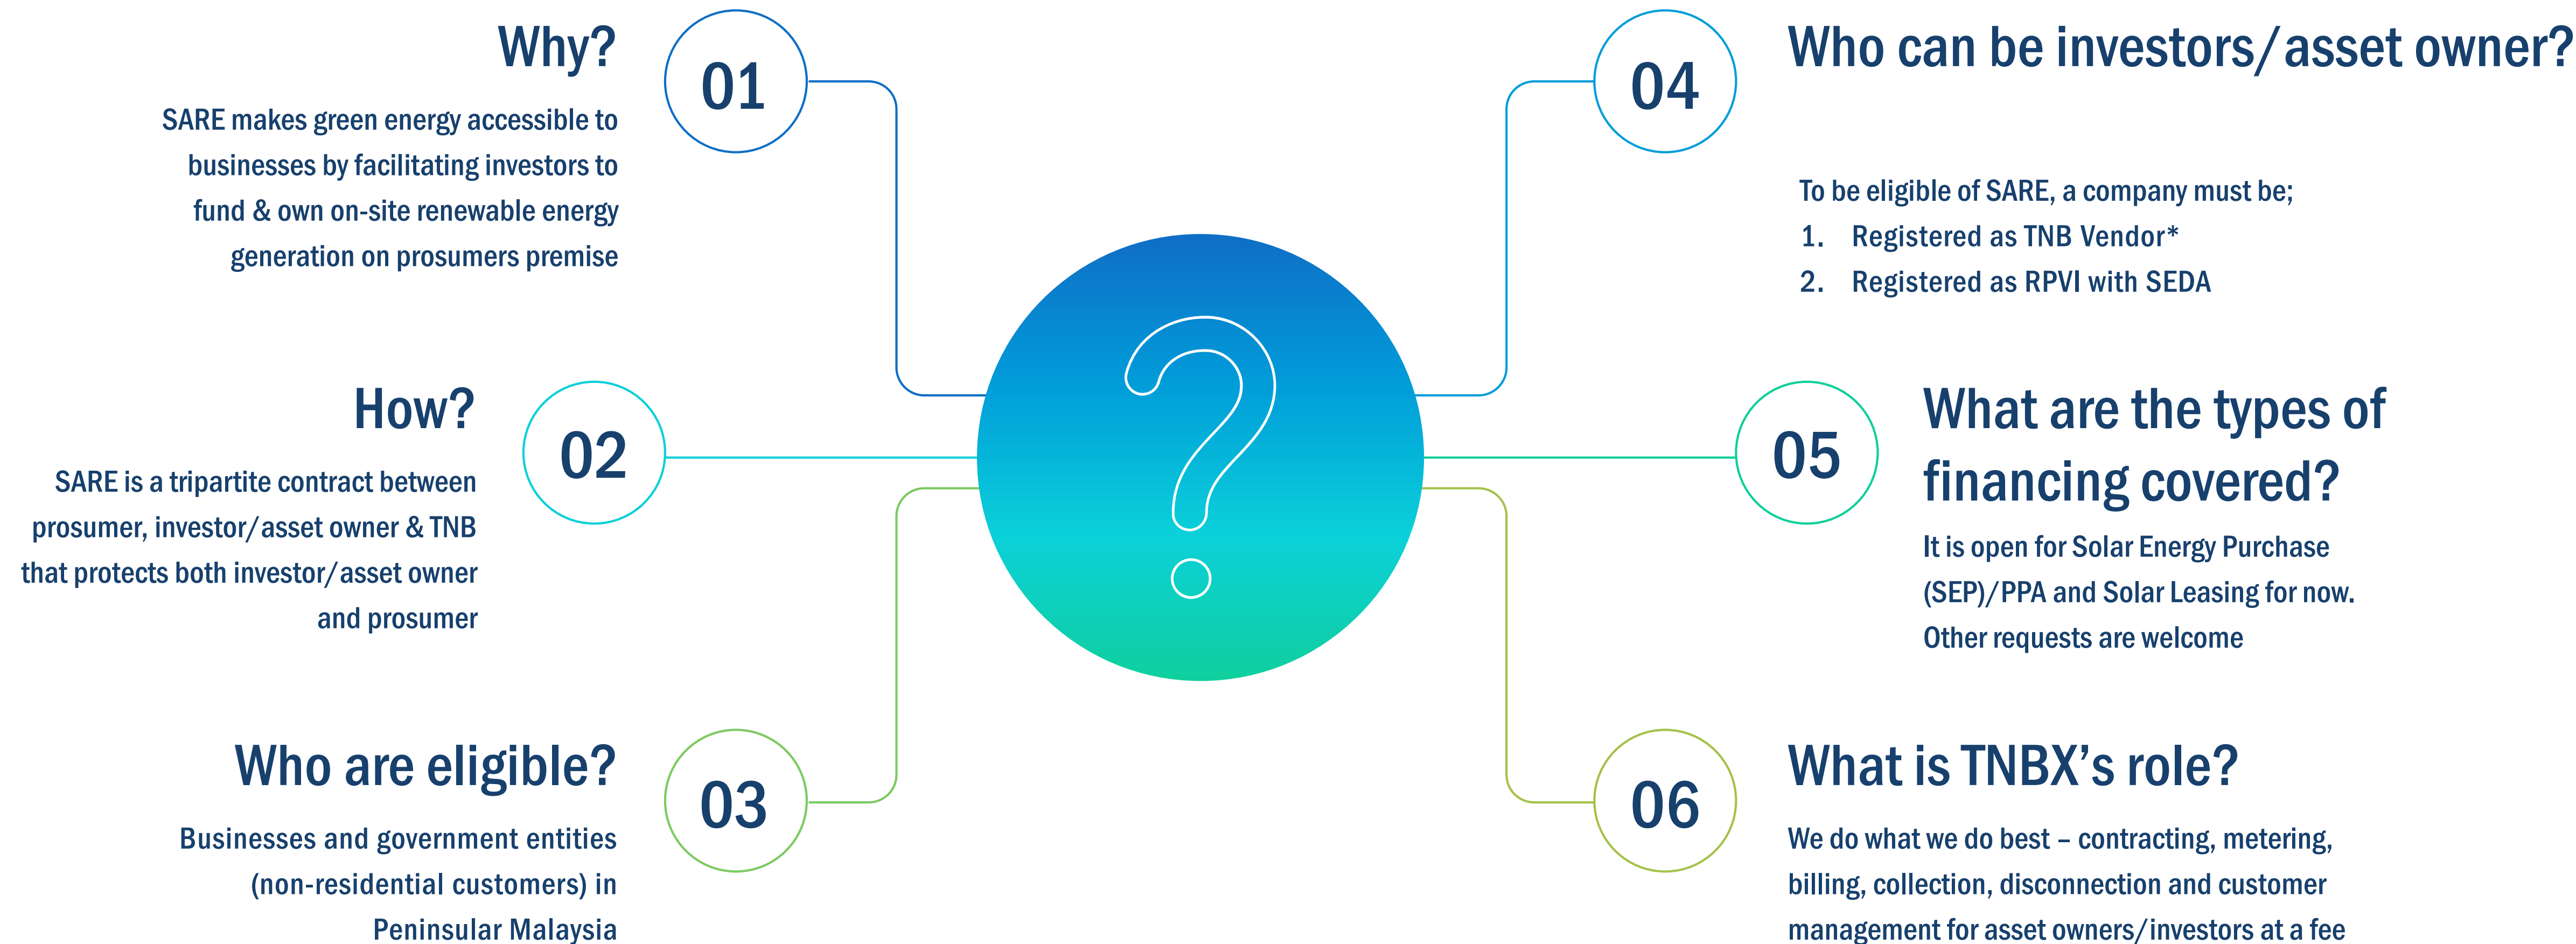 Why?
01
SARE makes green energy accessible to
businesses by facilitating investors to
fund & own on-site renewable energy
generation on prosumers premise
How?
02
SARE is a tripartite contract between
prosumer, investor/asset owner & TNB
that protects both investor/asset owner
and prosumer
Who are eligible?
03
Businesses and government entities
(non-residential customers) in
Peninsular Malaysia
?
04
Who can be investors/asset owner?
To be eligible of SARE, a company must be;
1. Registered as TNB Vendor*
2. Registered as RPVI with SEDA
05
What are the types of
financing covered?
It is open for Solar Energy Purchase
(SEP)/PPA and Solar Leasing for now.
Other requests are welcome
06
What is TNBX’s role?
We do what we do best – contracting, metering,
billing, collection, disconnection and customer
management for asset owners/investors at a fee